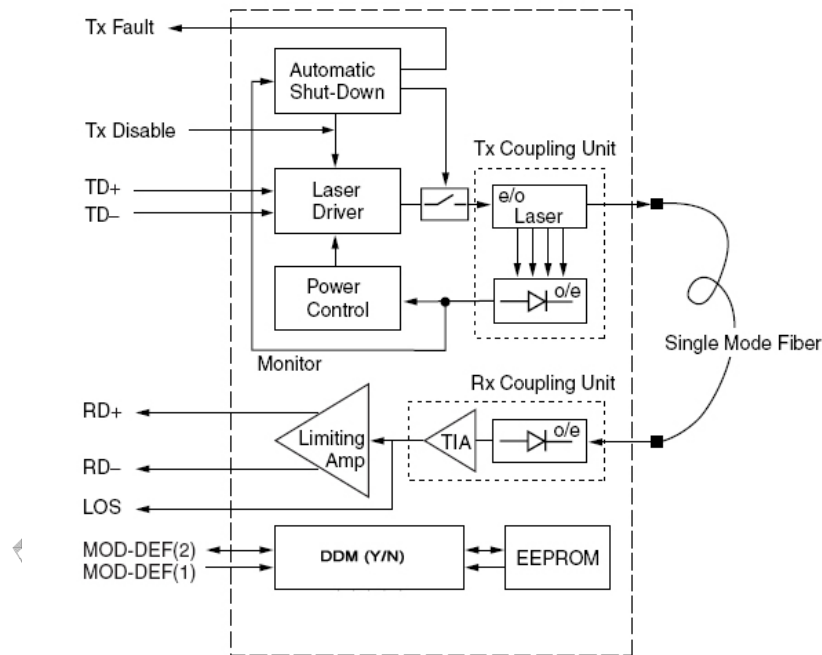 Tx Fault
Automatic
Shut-Down
Tx Disable
Tx Coupling Unit
TD+
TD–
Laser
Driver
e/o
Laser
Power
Control
o/e
Monitor
Single Mode Fiber
Rx Coupling Unit
RD+
RD–
Limiting
Amp
TIA
o/e
LOS
MOD-DEF(2)
MOD-DEF(1)
DDM (Y/N)
EEPROM